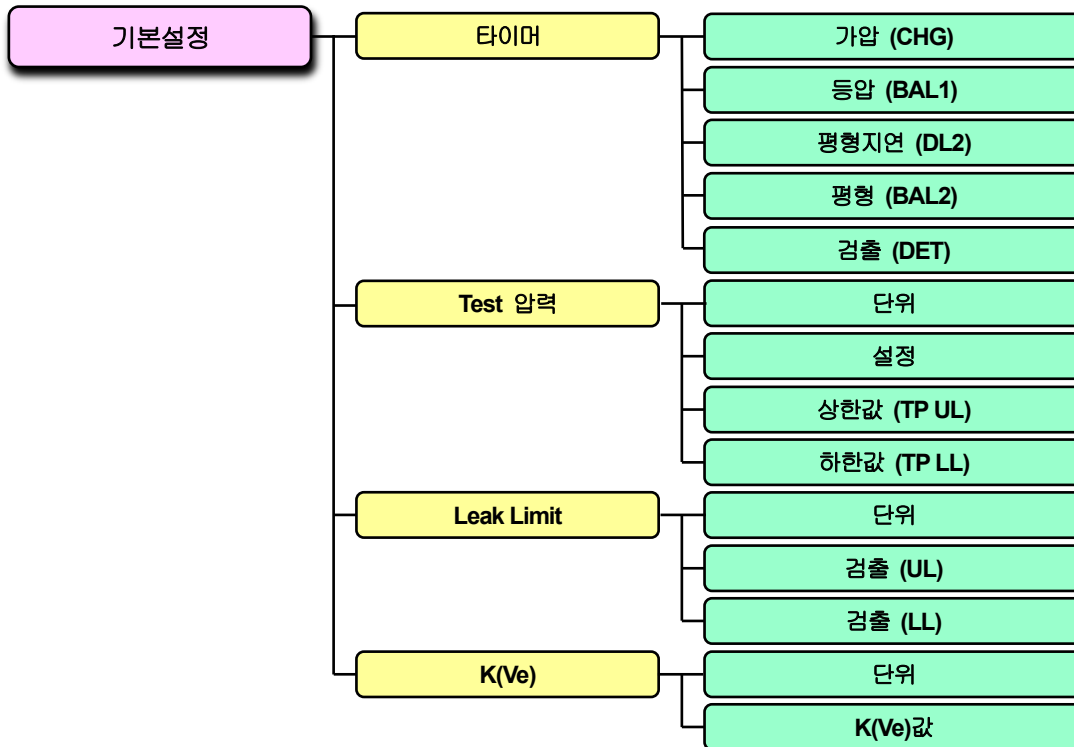 기본설정
타이머
가압 (CHG)
등압 (BAL1)
평형지연 (DL2)
평형 (BAL2)
검출 (DET)
Test 압력
단위
설정
상한값 (TP UL)
하한값 (TP LL)
Leak Limit
단위
검출 (UL)
검출 (LL)
K(Ve)
단위
K(Ve)값